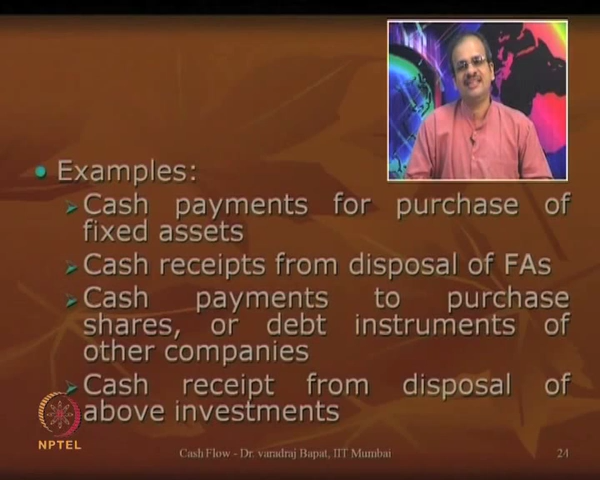 Examples:
Cash payments for purchase of
fixed assets
Cash receipts from disposal of FAs
Cash payments to purchase
shares, or debt instruments of
other companies
Cash receipt from disposal of
above investments
NPTEL
Cash Flow - Dr. varadraj Bapat, IIT Mumbai
24